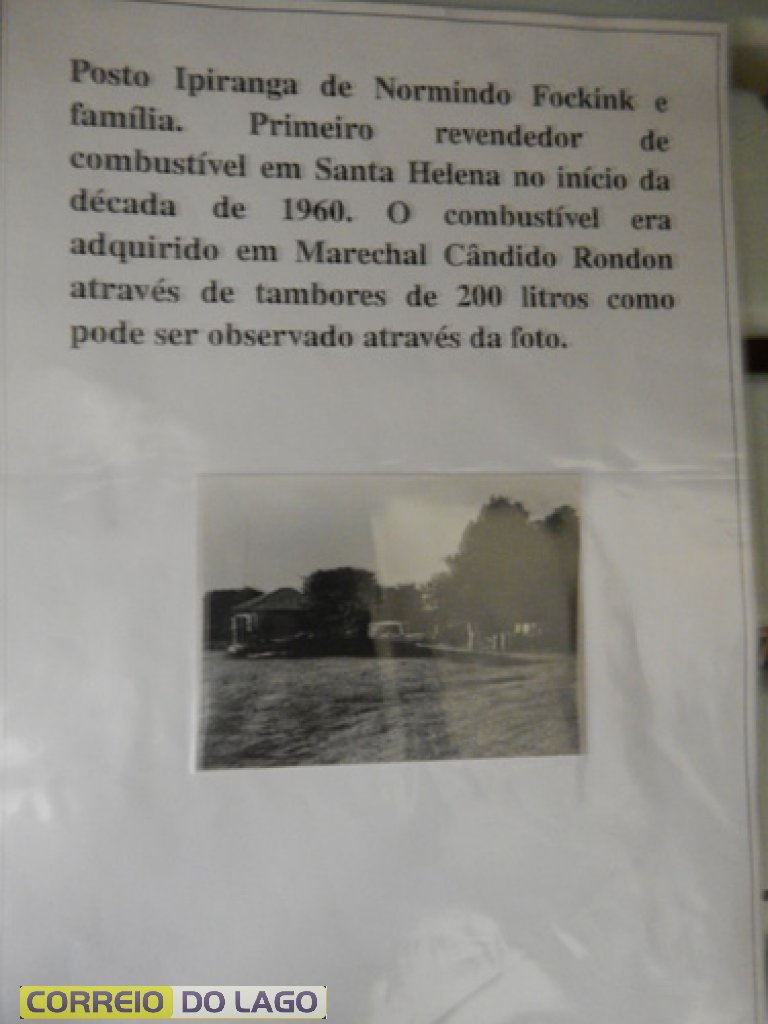 Posto Ipiranga de Normindo Fockink e
família. Primeiro revendedor de
combustível em Santa Helena no início da
década de 1960. O combustível era
adquirido em Marechal Cândido Rondon
através de tambores de 200 litros como
pode ser observado através da foto.
CORREIO DO LAGO